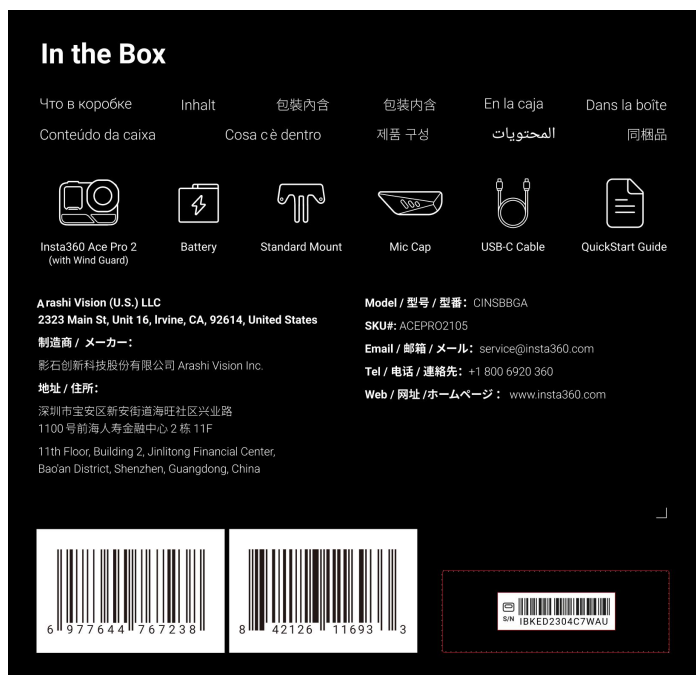 In the Box
Что в коробке Inhalt 包裝內含 包装内含 En la caja Dans la boîte
Conteúdo da caixa Cosa c è dentro 제품 구성 المحتويات 同梱品
Insta360 Ace Pro 2 Battery Standard Mount Mic Cap USB-C Cable QuickStart Guide
(with Wind Guard)
Arashi Vision (U.S.) LLC
2323 Main St, Unit 16, Irvine, CA, 92614, United States
制造商 / メーカー：
影石创新科技股份有限公司 Arashi Vision Inc.
地址 / 住所：
深圳市宝安区新安街道海旺社区兴业路
1100号前海人寿金融中心 2 栋 11F
11th Floor, Building 2, Jinlitong Financial Center,
Bao'an District, Shenzhen, Guangdong, China
Model / 型号 / 型番： CINSBBGA
SKU#: ACEPRO2105
Email / 邮箱 / メール： service@insta360.com
Tel / 电话 / 連絡先： +1 800 6920 360
Web / 网址 /ホームページ： www.insta360.com
6 977644 767238
8 42126 11693 3
S/N IBKED2304C7WAU